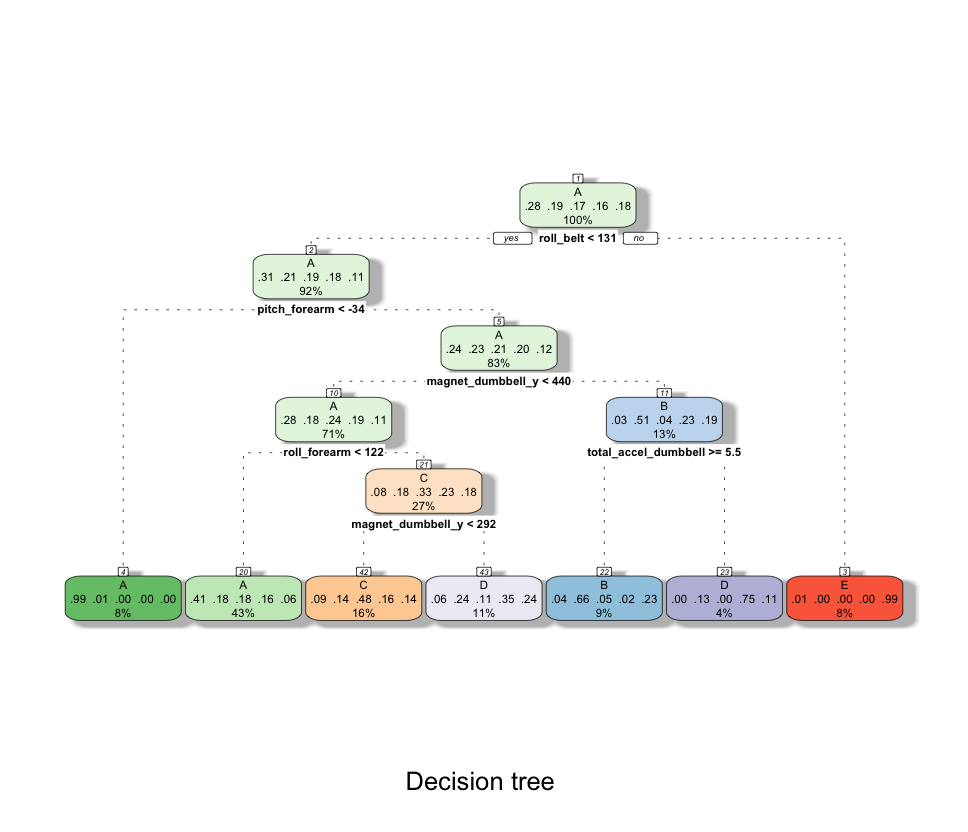 1
A
.28 .19 .17 .16 .18
100%
yes roll_belt < 131 no
2
A
.31 .21 .19 .18 .11
92%
pitch_forearm < -34
5
A
.24 .23 .21 .20 .12
83%
magnet_dumbbell_y < 440
10
A
.28 .18 .24 .19 .11
71%
roll_forearm < 122
11
B
.03 .51 .04 .23 .19
13%
total_accel_dumbbell >= 5.5
21
C
.08 .18 .33 .23 .18
27%
magnet_dumbbell_y < 292
4
A
.99 .01 .00 .00 .00
8%
20
A
.41 .18 .18 .16 .06
43%
42
C
.09 .14 .48 .16 .14
16%
43
D
.06 .24 .11 .35 .24
11%
22
B
.04 .66 .05 .02 .23
9%
23
D
.00 .13 .00 .75 .11
4%
3
E
.01 .00 .00 .00 .99
8%
Decision tree